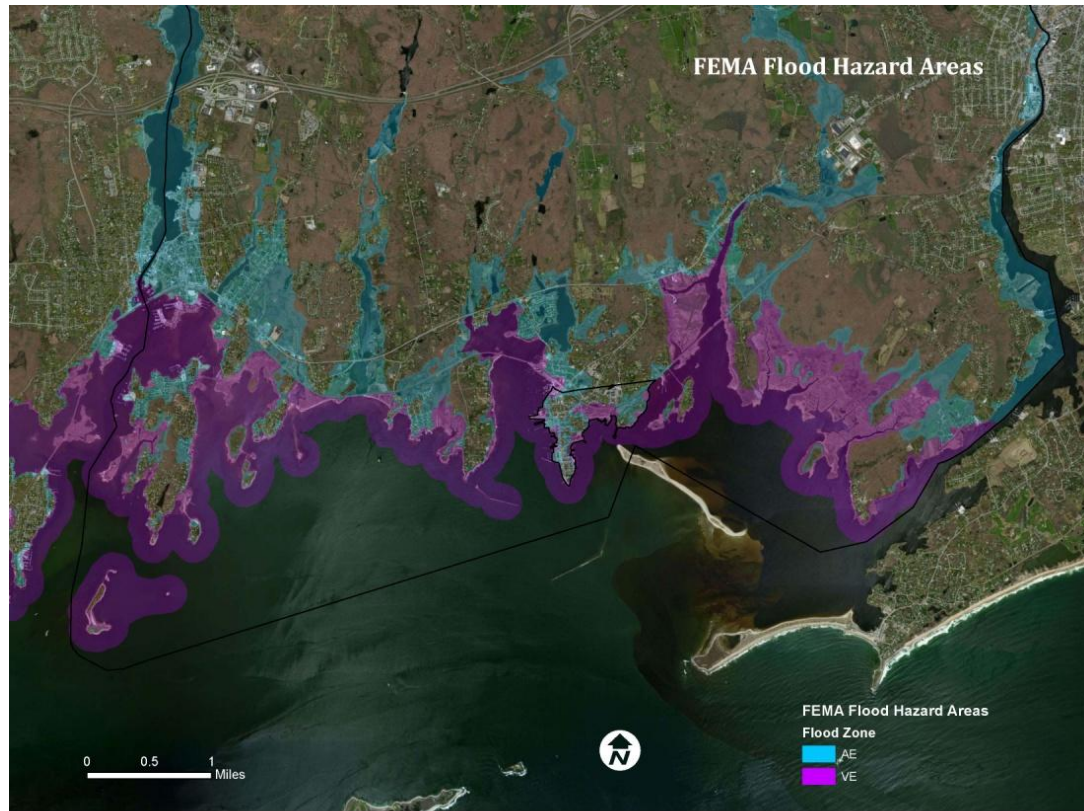 FEMA Flood Hazard Areas
0 0.5 1
Miles
N
FEMA Flood Hazard Areas
Flood Zone
AE
VE